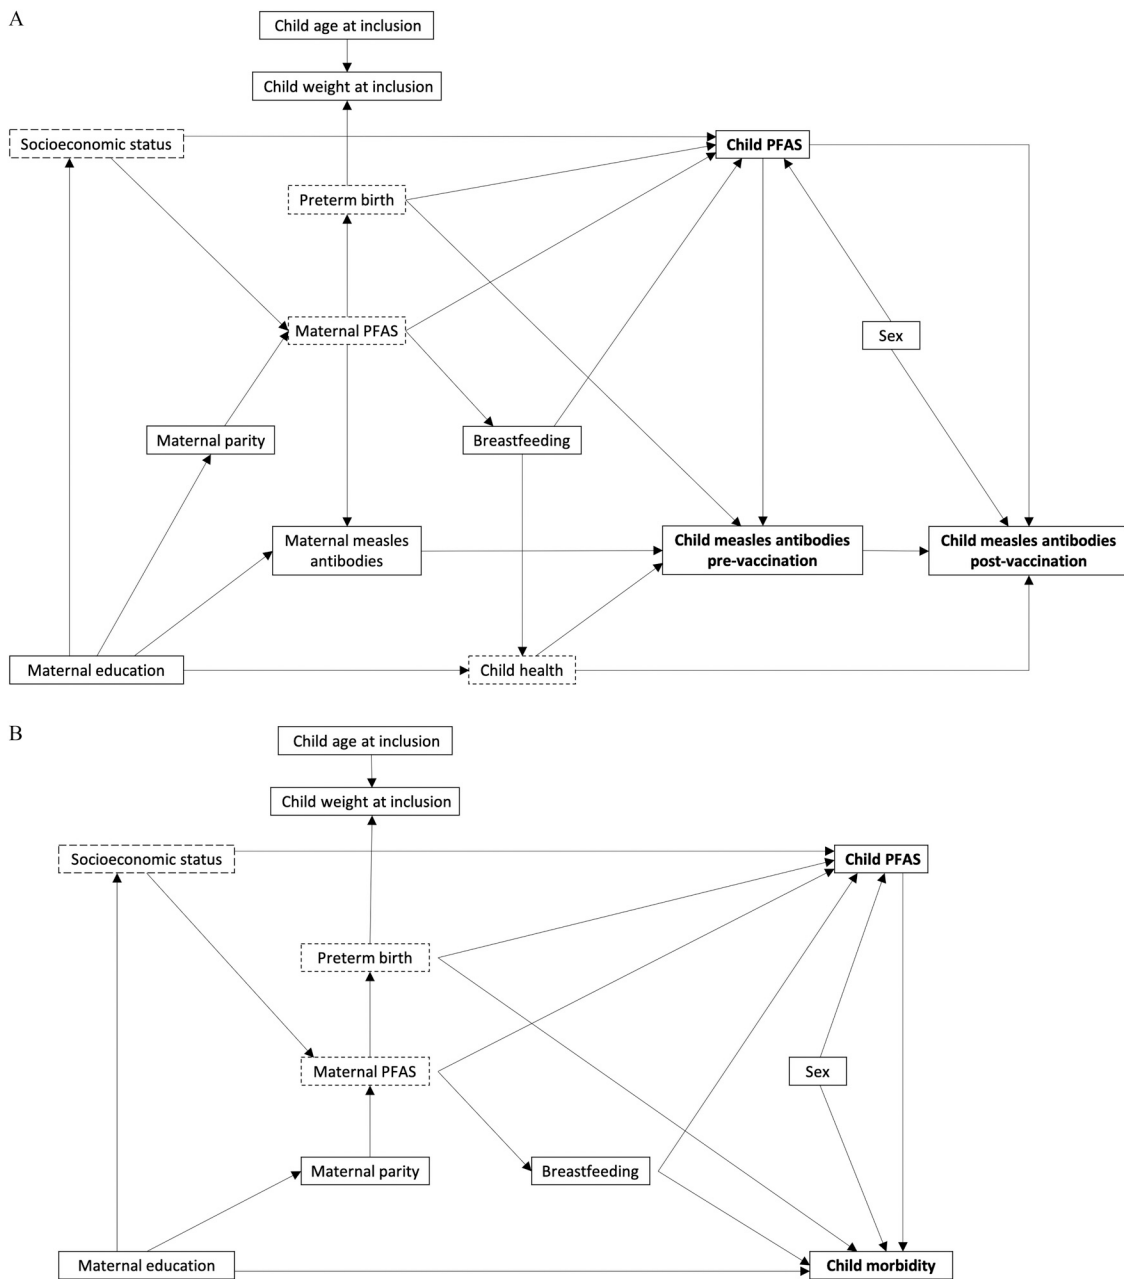 A
Child age at inclusion
Child weight at inclusion
Socioeconomic status
Child PFAS
Preterm birth
Maternal PFAS
Sex
Maternal parity
Breastfeeding
Maternal measles
antibodies
Child measles antibodies
pre-vaccination
Child measles antibodies
post-vaccination
Maternal education
Child health
B
Child age at inclusion
Child weight at inclusion
Socioeconomic status
Child PFAS
Preterm birth
Maternal PFAS
Sex
Maternal parity
Breastfeeding
Maternal education
Child morbidity